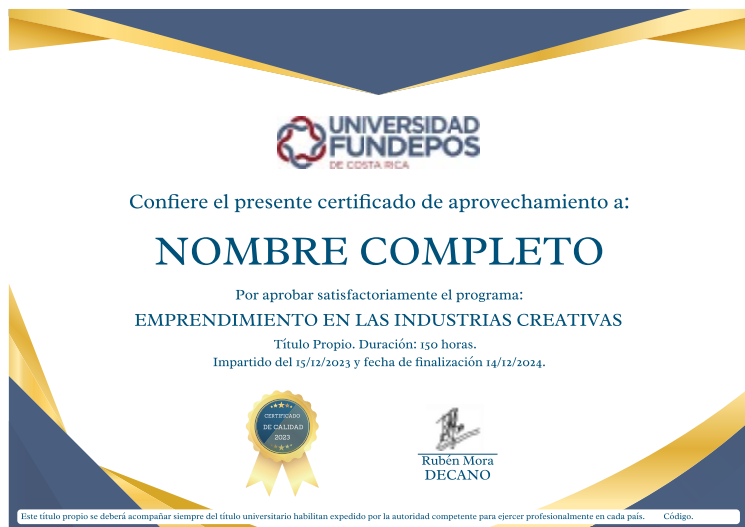 UNIVERSIDAD
FUNDEPOS
DE COSTA RICA
Confiere el presente certificado de aprovechamiento a:
NOMBRE COMPLETO
Por aprobar satisfactoriamente el programa:
EMPRENDIMIENTO EN LAS INDUSTRIAS CREATIVAS
Título Propio. Duración: 150 horas.
Impartido del 15/12/2023 y fecha de finalización 14/12/2024.
CERTIFICADO
DE CALIDAD
2023
Rubén Mora
DECANO
Este título propio se deberá acompañar siempre del título universitario habilitan expedido por la autoridad competente para ejercer profesionalmente en cada país. Código.